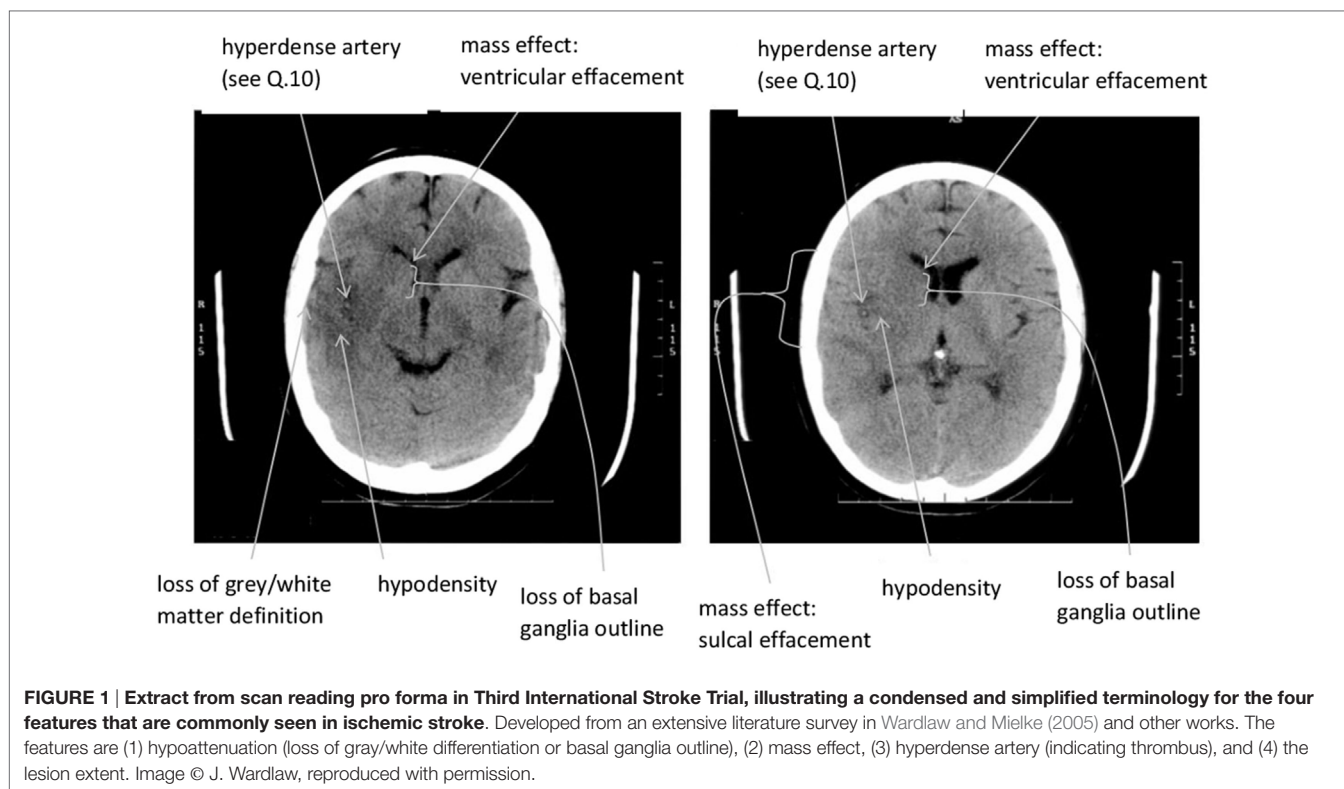 hyperdense artery
(see Q.10)
mass effect:
ventricular effacement
hyperdense artery
(see Q.10)
mass effect:
ventricular effacement
R
115
L
115
AS
R
115
L
115
loss of grey/white
matter definition
hypodensity
loss of basal
ganglia outline
mass effect:
sulcal effacement
hypodensity
loss of basal
ganglia outline
FIGURE 1 | Extract from scan reading pro forma in Third International Stroke Trial, illustrating a condensed and simplified terminology for the four
features that are commonly seen in ischemic stroke. Developed from an extensive literature survey in Wardlaw and Mielke (2005) and other works. The
features are (1) hypoattenuation (loss of gray/white differentiation or basal ganglia outline), (2) mass effect, (3) hyperdense artery (indicating thrombus), and (4) the
lesion extent. Image © J. Wardlaw, reproduced with permission.